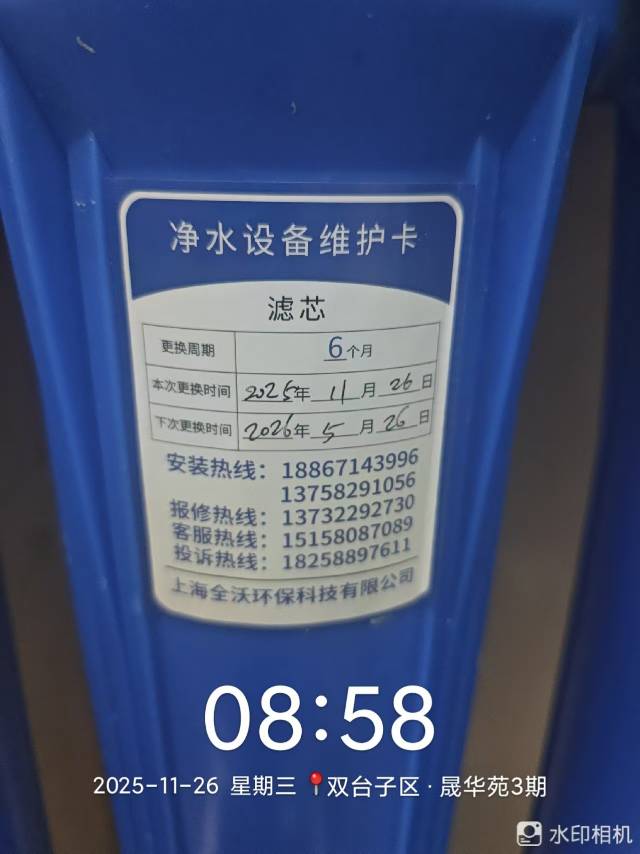 净水设备维护卡
滤芯
更换周期 6个月
本次更换时间 2025年11月26日
下次更换时间 2026年5月26日
安装热线：18867143996
13758291056
报修热线：13732292730
客服热线：15158087089
投诉热线：18258897611
上海全沃环保科技有限公司
08:58
2025-11-26 星期三 双台子区·晟华苑3期
水印相机